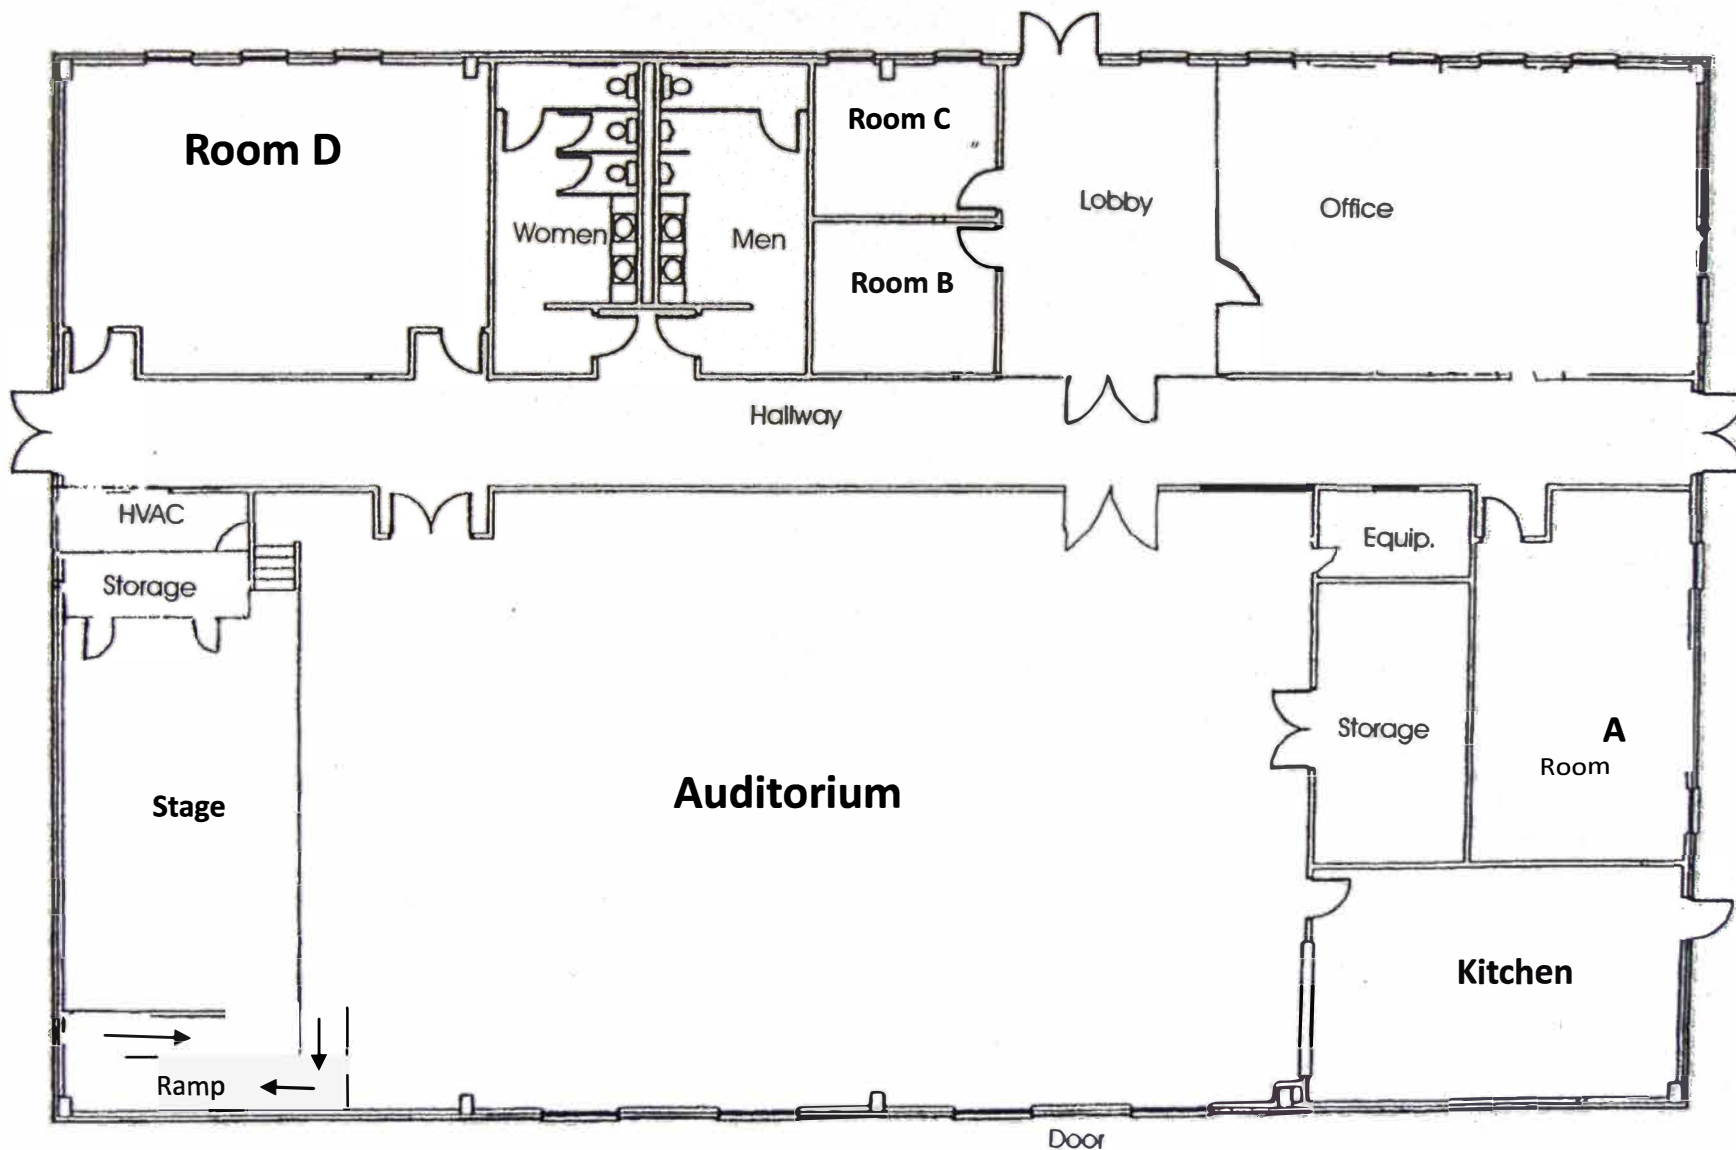 Room D
Room C
Lobby
Office
Women
Men
Room B
Hallway
HVAC
Equip.
Storage
Storage
A
Room
Auditorium
Stage
Kitchen
Ramp
Door